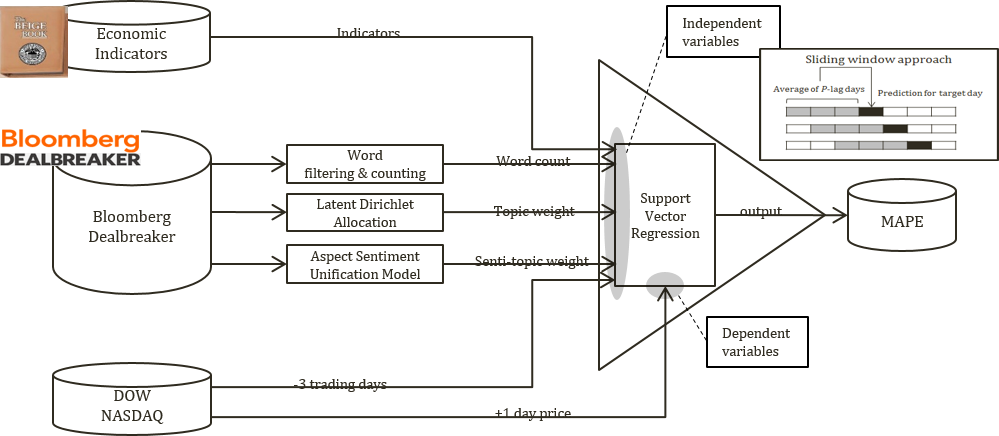 The
BEIGE
BOOK
Economic
Indicators
Indicators
Independent
variables
Sliding window approach
Average of P-lag days
Prediction for target day
Bloomberg
DEALBREAKER
Bloomberg
Dealbreaker
Word
filtering & counting
Word count
Latent Dirichlet
Allocation
Topic weight
Aspect Sentiment
Unification Model
Senti-topic weight
Support
Vector
Regression
output
MAPE
Dependent
variables
DOW
NASDAQ
-3 trading days
+1 day price